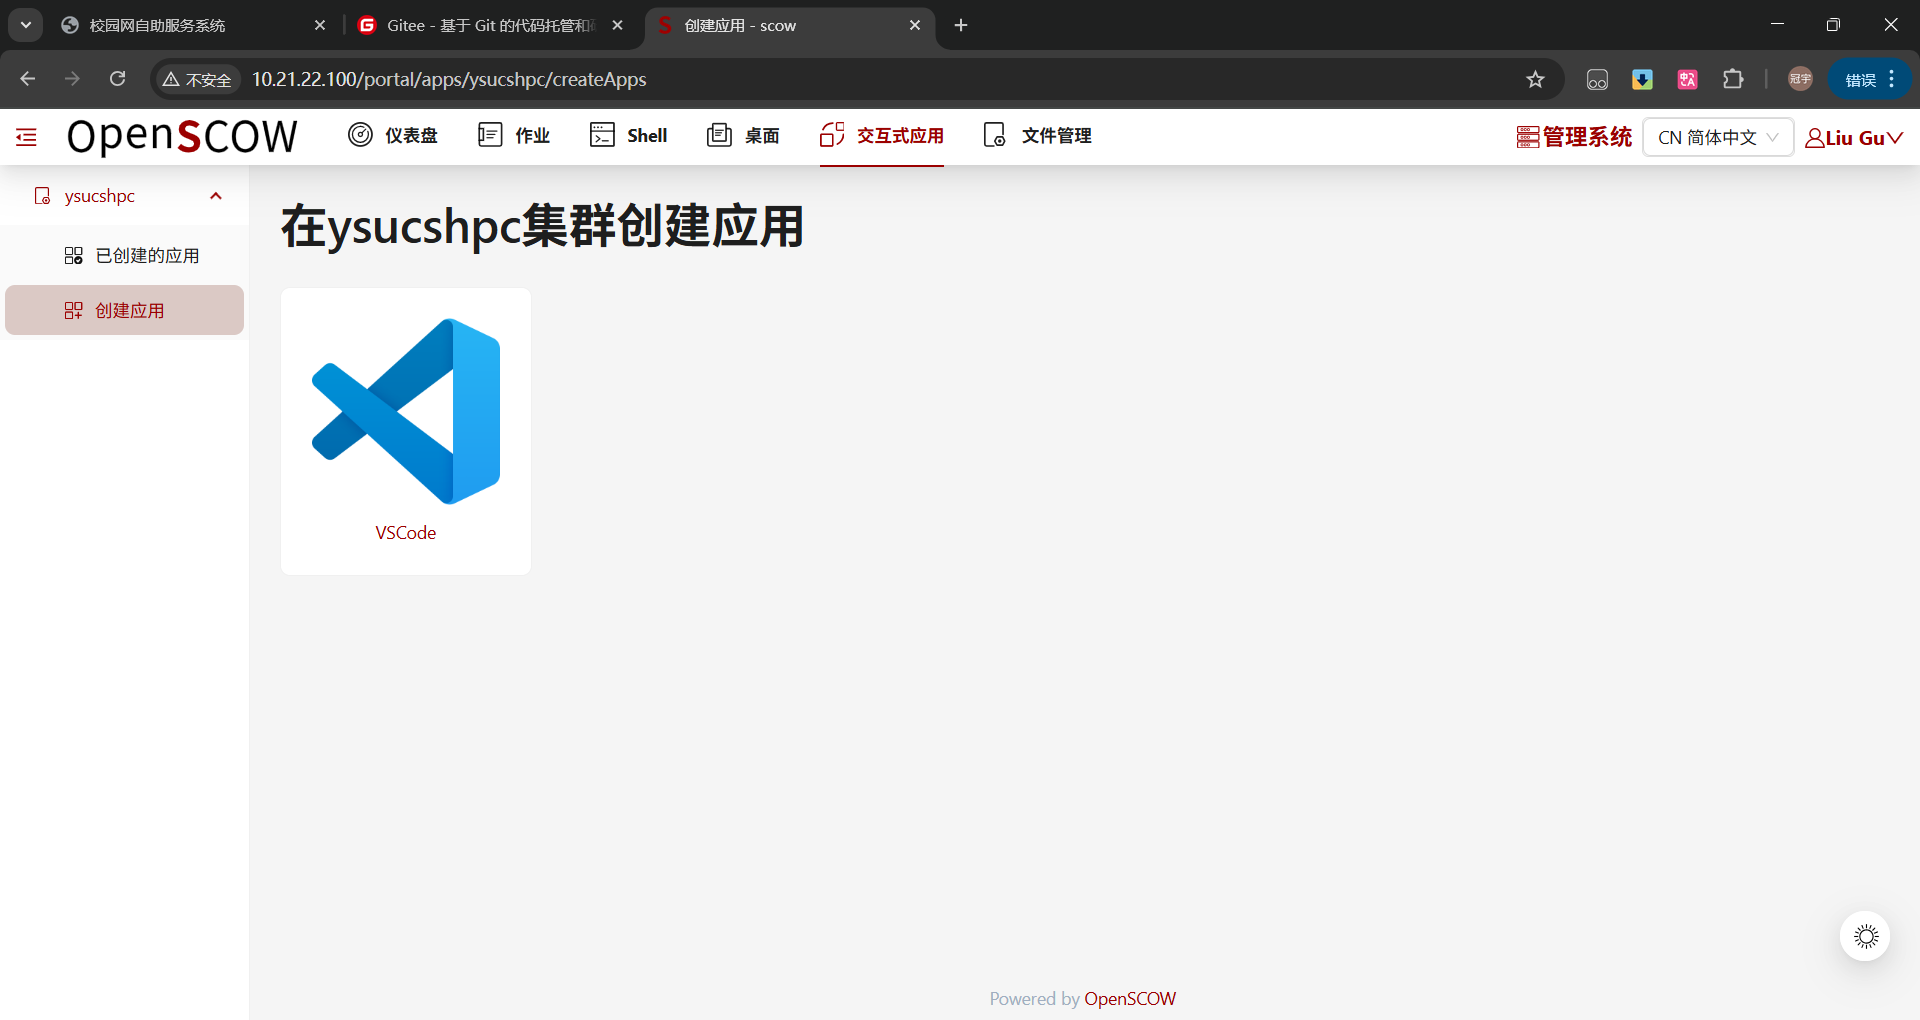 校园网自助服务系统
Gitee - 基于 Git 的代码托管和
创建应用 - scow
不安全
10.21.22.100/portal/apps/ysucshpc/createApps
冠宇
错误
OpenSCOW
仪表盘
作业
Shell
桌面
交互式应用
文件管理
管理系统
CN 简体中文
Liu Gu
ysucshpc
已创建的应用
创建应用
在ysucshpc集群创建应用
VSCode
Powered by OpenSCOW